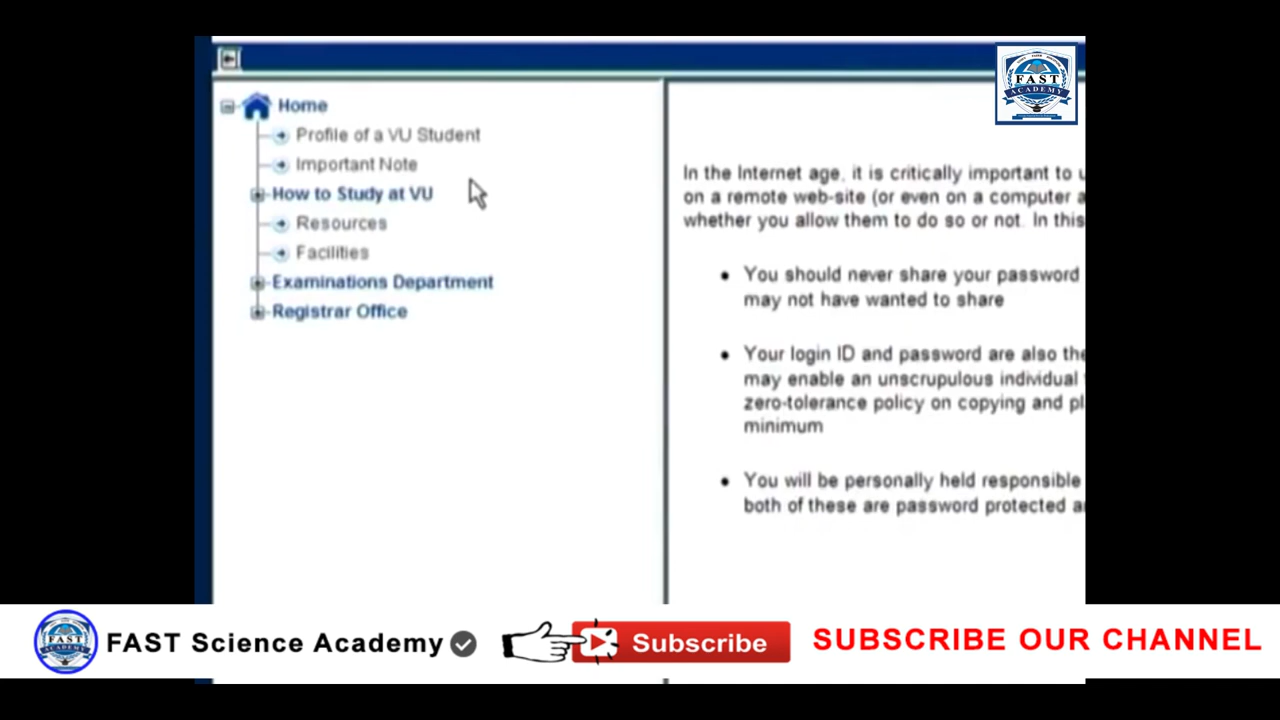 FAST
ACADEMY
Home
Profile of a VU Student
Important Note
How to Study at VU
Resources
Facilities
Examinations Department
Registrar Office
In the Internet age, it is critically important to
on a remote web-site (or even on a computer
whether you allow them to do so or not. In this
• You should never share your password
may not have wanted to share
• Your login ID and password are also the
may enable an unscrupulous individual
zero-tolerance policy on copying and
minimum
• You will be personally held responsible
both of these are password protected
FAST Science Academy
Subscribe
SUBSCRIBE OUR CHANNEL